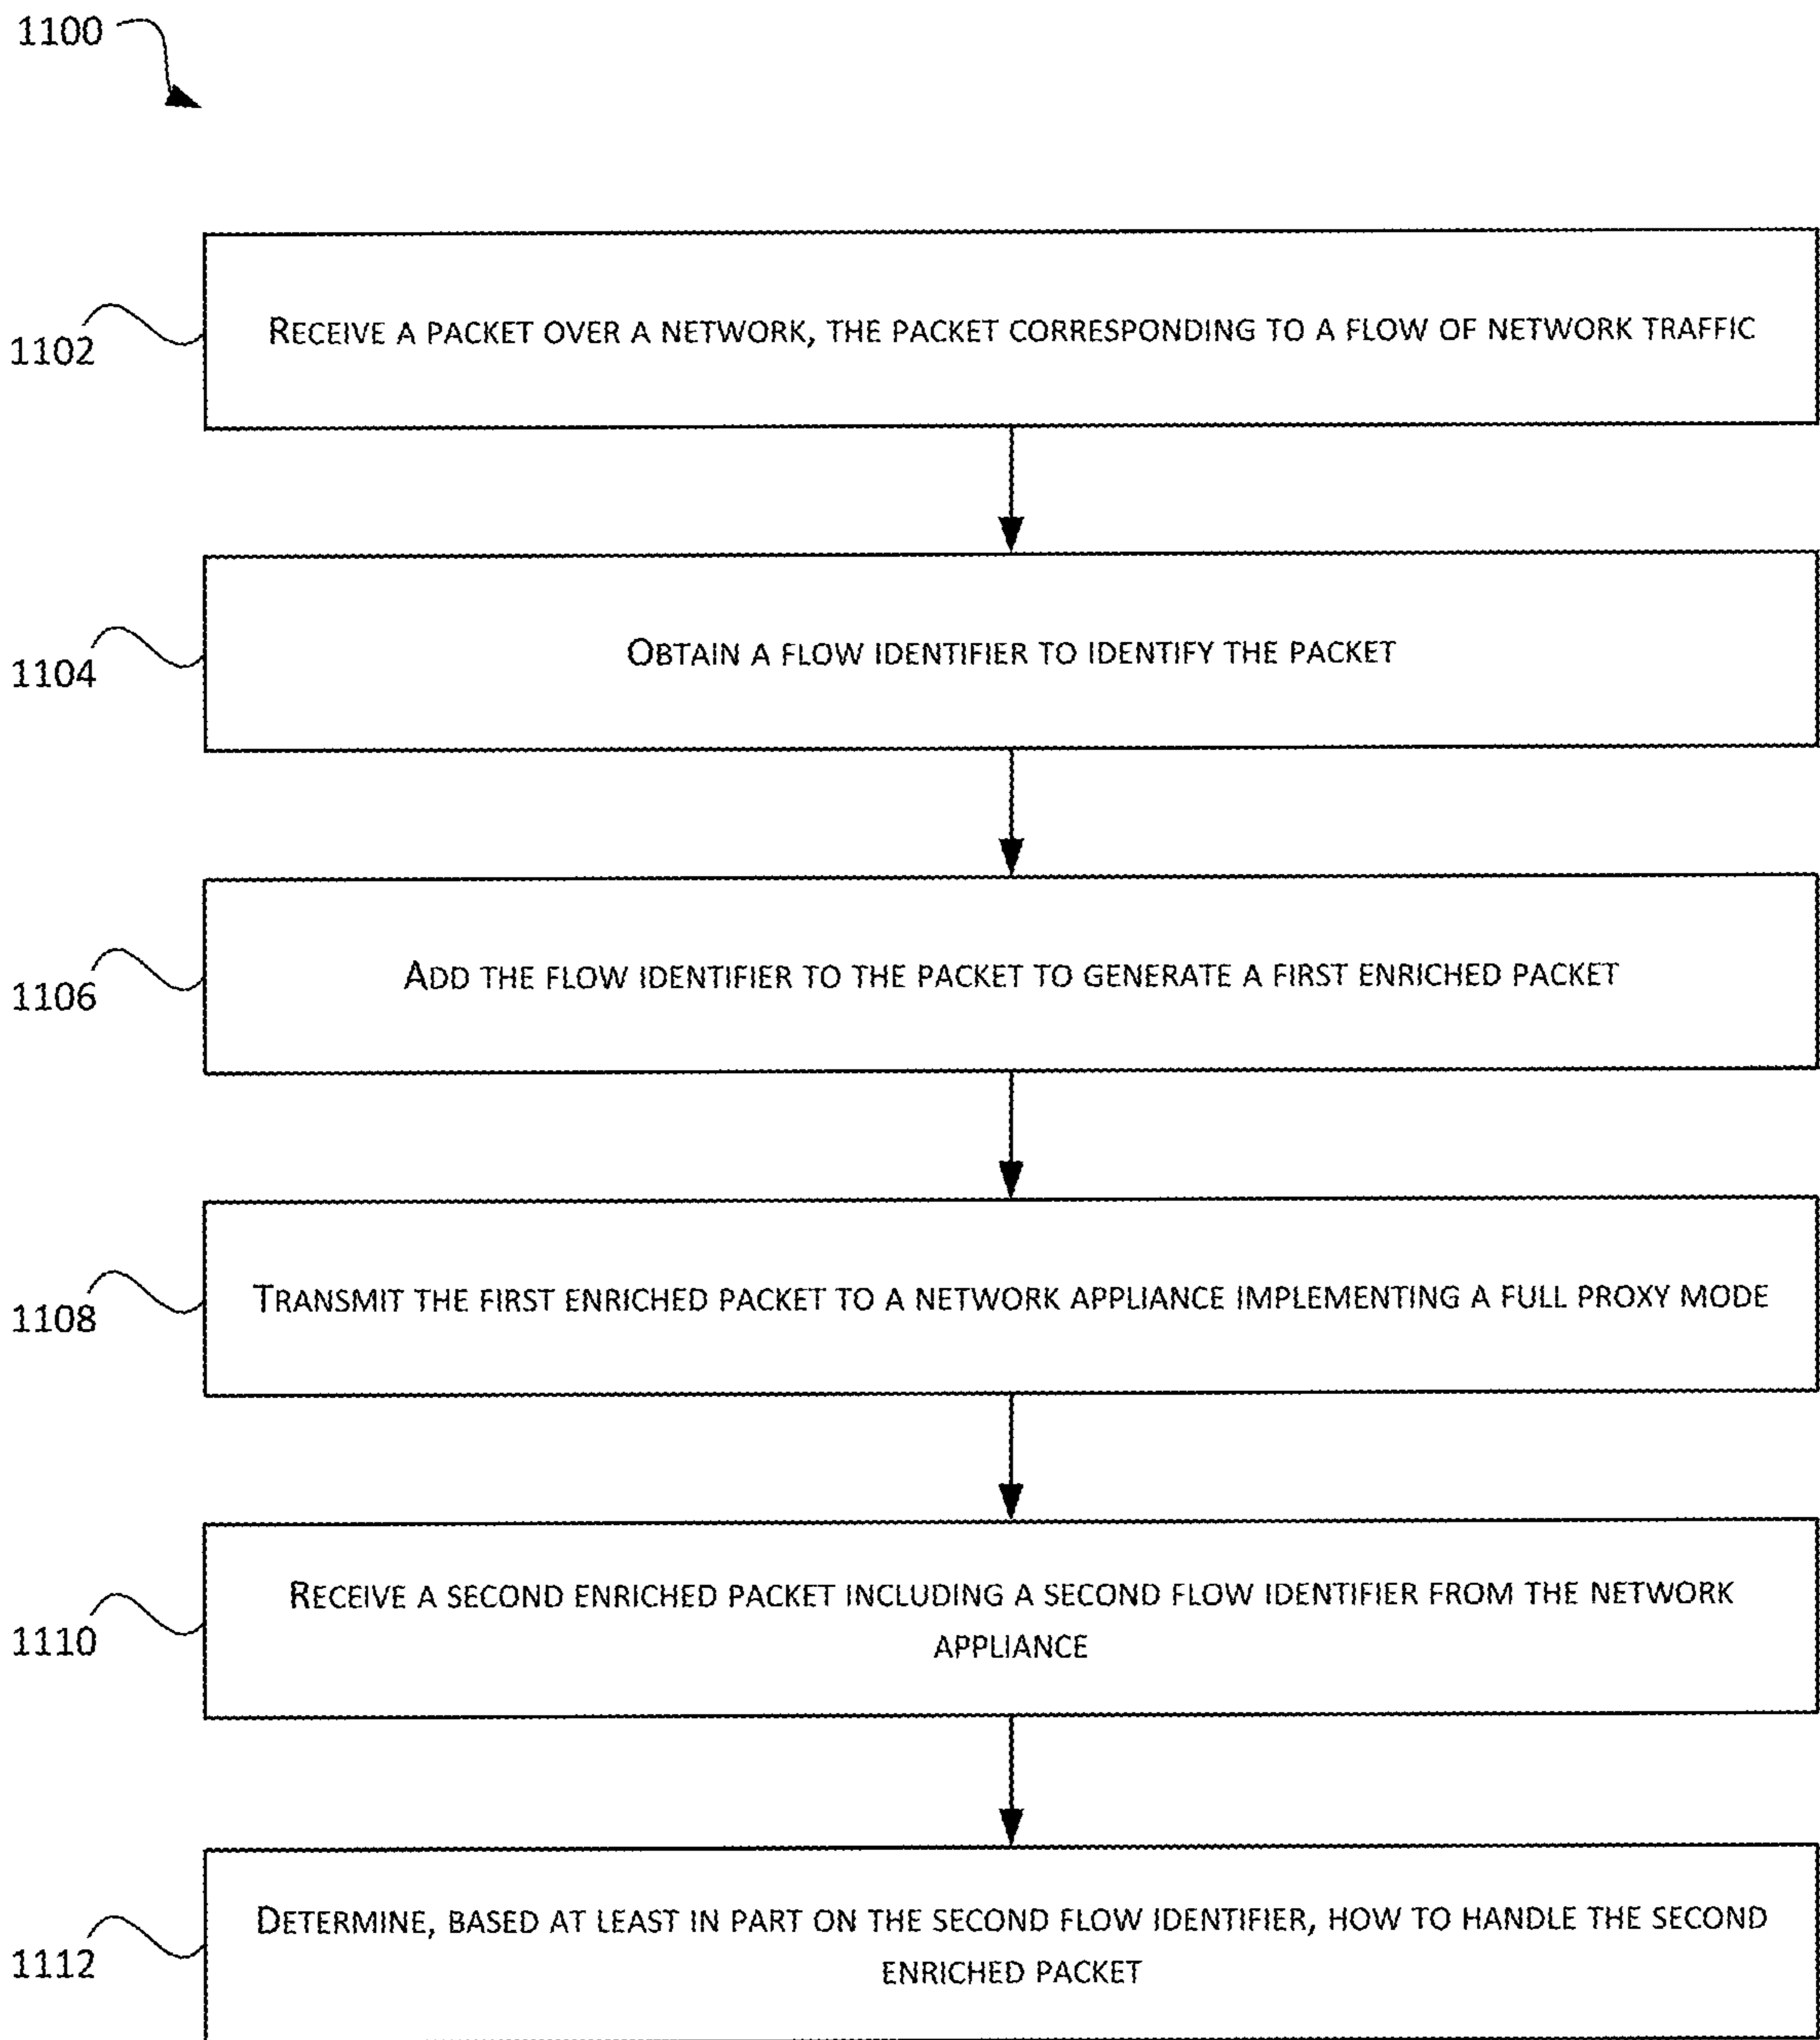 1100
RECEIVE A PACKET OVER A NETWORK, THE PACKET CORRESPONDING TO A FLOW OF NETWORK TRAFFIC
1102
OBTAIN A FLOW IDENTIFIER TO IDENTIFY THE PACKET
1104
ADD THE FLOW IDENTIFIER TO THE PACKET TO GENERATE A FIRST ENRICHED PACKET
1106
TRANSMIT THE FIRST ENRICHED PACKET TO A NETWORK APPLIANCE IMPLEMENTING A FULL PROXY MODE
1108
RECEIVE A SECOND ENRICHED PACKET INCLUDING A SECOND FLOW IDENTIFIER FROM THE NETWORK
APPLIANCE
1110
DETERMINE, BASED AT LEAST IN PART ON THE SECOND FLOW IDENTIFIER, HOW TO HANDLE THE SECOND
ENRICHED PACKET
1112